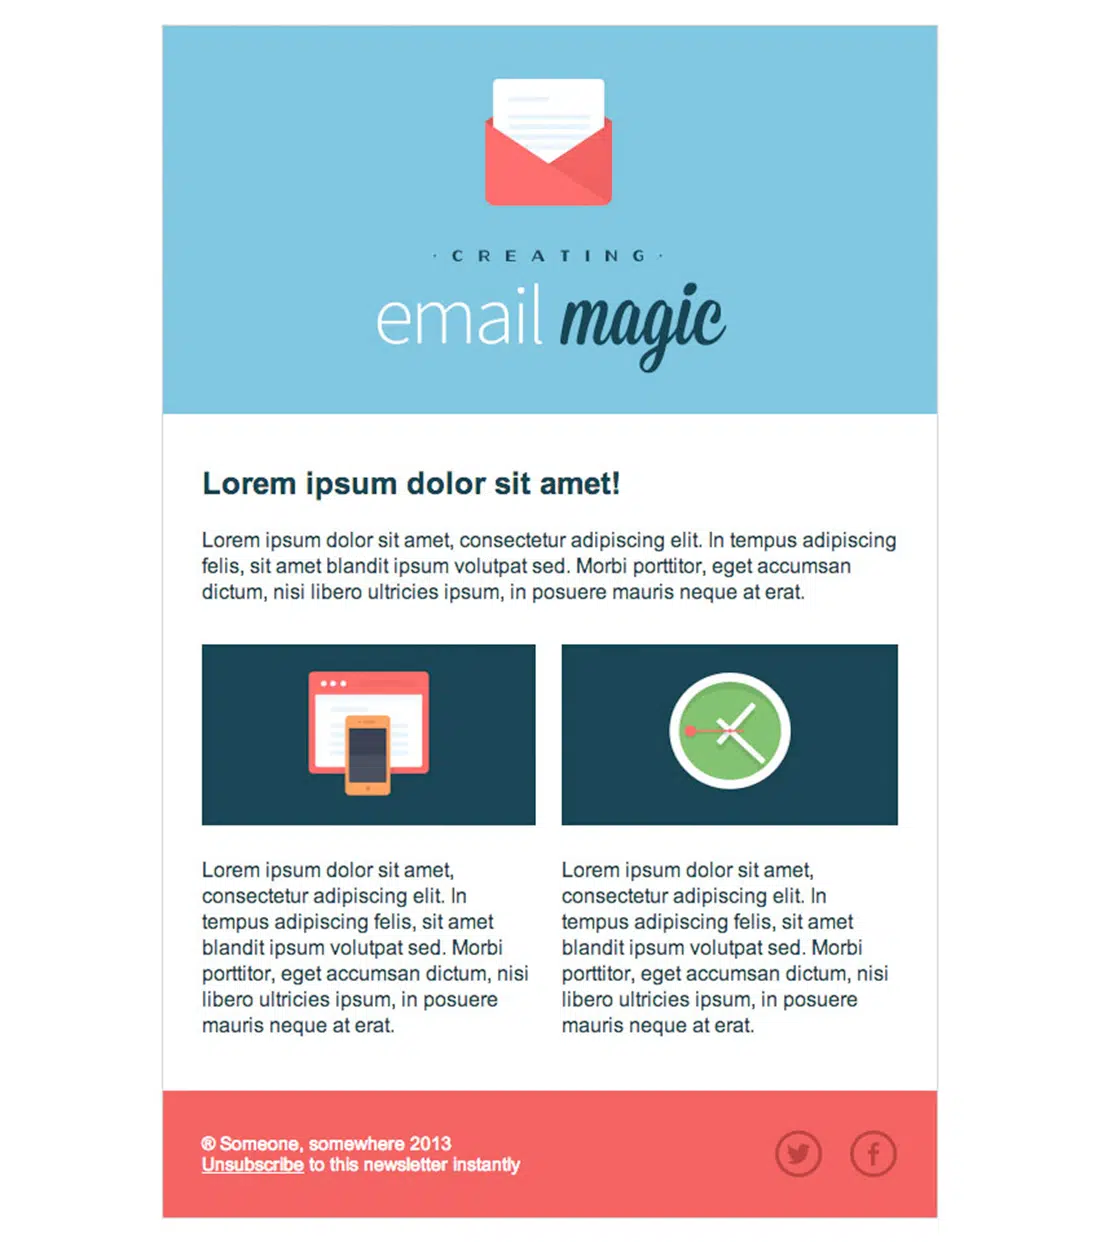 · CREATING ·
email magic
Lorem ipsum dolor sit amet!
Lorem ipsum dolor sit amet, consectetur adipiscing elit. In tempus adipiscing
felis, sit amet blandit ipsum volutpat sed. Morbi porttitor, eget accumsan
dictum, nisi libero ultricies ipsum, in posuere mauris neque at erat.
Lorem ipsum dolor sit amet,
consectetur adipiscing elit. In
tempus adipiscing felis, sit amet
blandit ipsum volutpat sed. Morbi
porttitor, eget accumsan dictum, nisi
libero ultricies ipsum, in posuere
mauris neque at erat.
Lorem ipsum dolor sit amet,
consectetur adipiscing elit. In
tempus adipiscing felis, sit amet
blandit ipsum volutpat sed. Morbi
porttitor, eget accumsan dictum, nisi
libero ultricies ipsum, in posuere
mauris neque at erat.
® Someone, somewhere 2013
Unsubscribe to this newsletter instantly